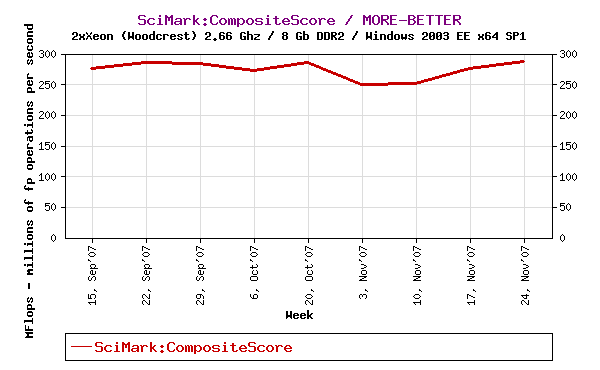 SciMark:CompositeScore / MORE-BETTER
2xXeon (Woodcrest) 2.66 Ghz / 8 Gb DDR2 / Windows 2003 EE x64 SP1
MFlops - millions of fp operations per second
300
250
200
150
100
50
0
300
250
200
150
100
50
0
15, Sep'07
22, Sep'07
29, Sep'07
6, Oct'07
20, Oct'07
3, Nov'07
10, Nov'07
17, Nov'07
24, Nov'07
Week
SciMark:CompositeScore